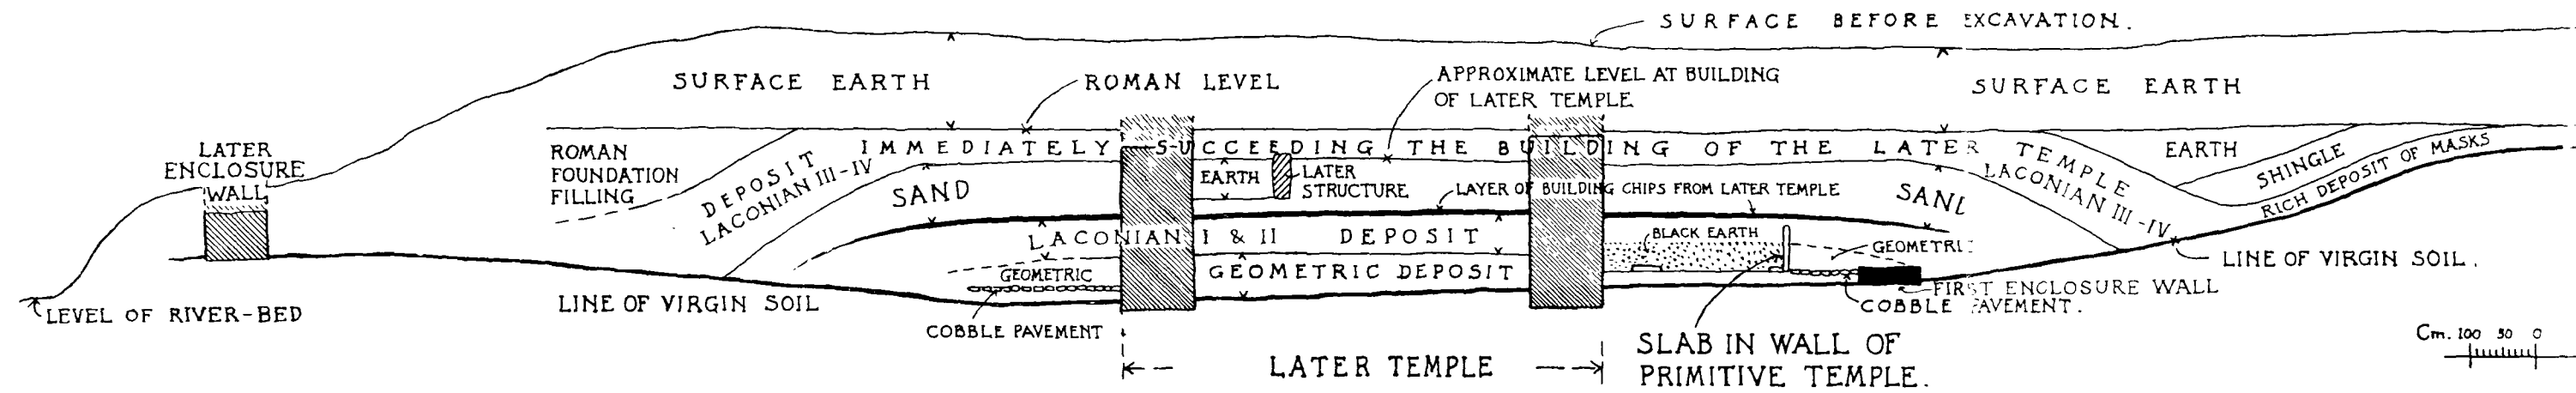 SURFACE BEFORE EXCAVATION.
SURFACE EARTH
ROMAN LEVEL
APPROXIMATE LEVEL AT BUILDING
OF LATER TEMPLE
SURFACE EARTH
LATER
ENCLOSURE
WALL
ROMAN
FOUNDATION
FILLING
DEPOSIT
LACONIAN III-IV
IMMEDIATELY SUCCEEDING THE BUILDING OF THE LATER TEMPLE
LACONIAN III-IV
EARTH
SHINGLE
RICH DEPOSIT OF MASKS
SAND
EARTH
LATER
STRUCTURE
LAYER OF BUILDING CHIPS FROM LATER TEMPLE
SAND
LACONIAN I & II DEPOSIT
BLACK EARTH
GEOMETRIC
GEOMETRIC
GEOMETRIC DEPOSIT
LINE OF VIRGIN SOIL.
LEVEL OF RIVER-BED
LINE OF VIRGIN SOIL
COBBLE PAVEMENT
FIRST ENCLOSURE WALL
COBBLE PAVEMENT.
LATER TEMPLE
SLAB IN WALL OF
PRIMITIVE TEMPLE.
Cm. 100 50 0